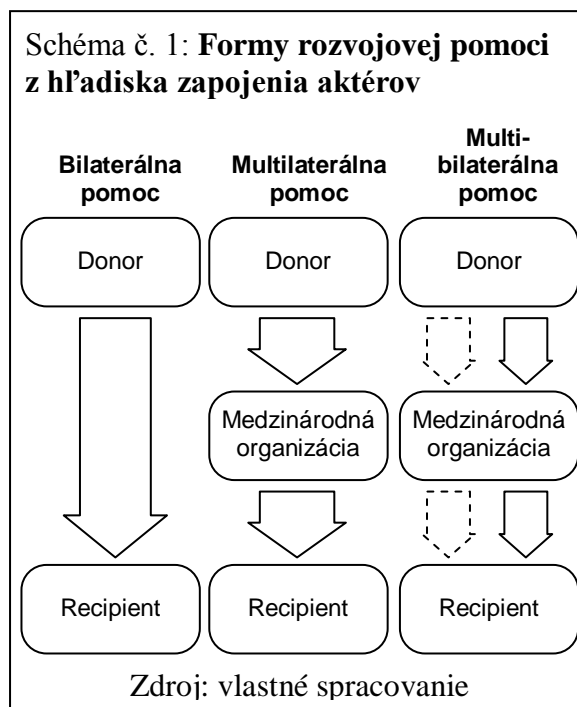 Schéma č. 1: Formy rozvojovej pomoci
z hľadiska zapojenia aktérov
Bilaterálna
pomoc
Multilaterálna
pomoc
Multi-
bilaterálna
pomoc
Donor
Donor
Donor
Medzinárodná
organizácia
Medzinárodná
organizácia
Recipient
Recipient
Recipient
Zdroj: vlastné spracovanie